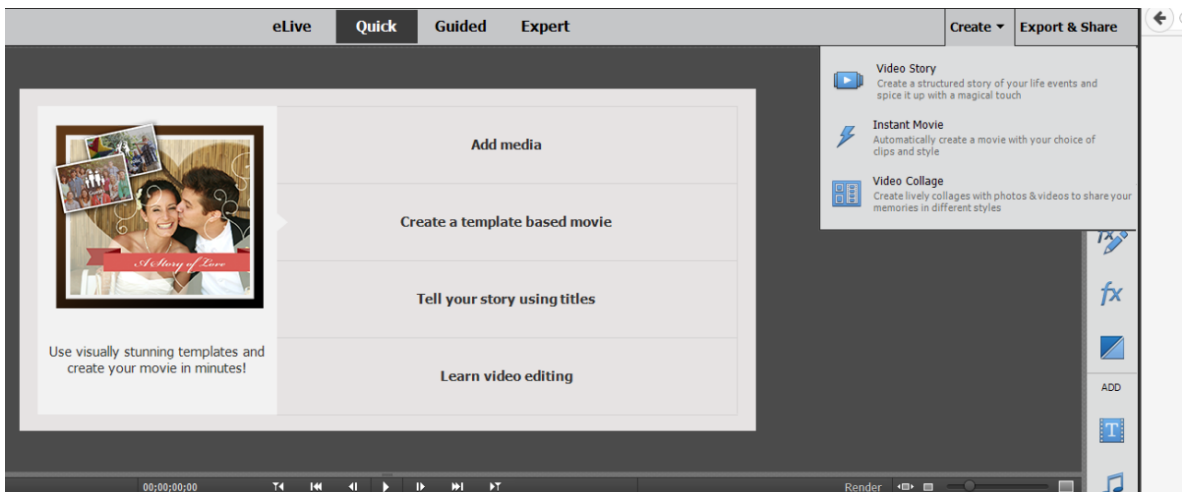 eLive Quick Guided Expert Create Export & Share
Video Story
Create a structured story of your life events and
spice it up with a magical touch
Instant Movie
Automatically create a movie with your choice of
clips and style
Video Collage
Create lively collages with photos & videos to share your
memories in different styles
Add media
Create a template based movie
Tell your story using titles
Learn video editing
A Story of Love
Use visually stunning templates and
create your movie in minutes!
fx
fx
ADD
T
00;00;00;00
Render